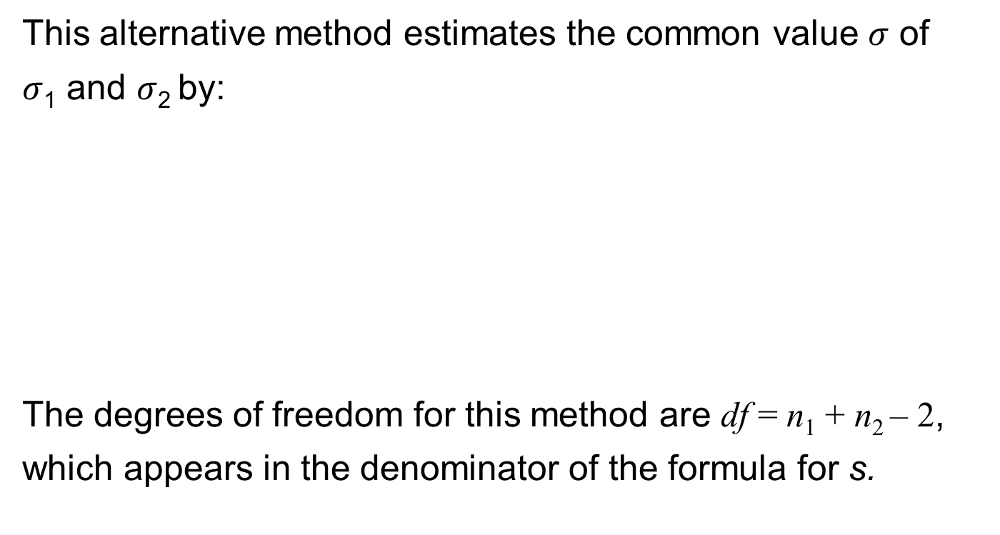 This alternative method estimates the common value σ of
σ₁ and σ₂ by:
The degrees of freedom for this method are df = n₁ + n₂ – 2,
which appears in the denominator of the formula for s.